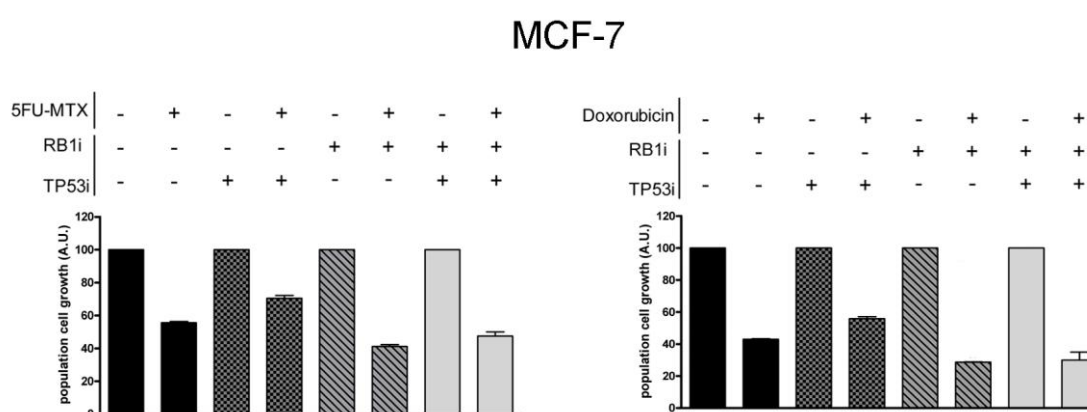 MCF-7
5FU-MTX - + - + - + - +
RB1i - - - - + + + +
TP53i - - + + - - + +
population cell growth (A.U.)
120
100
80
60
40
20
0
Doxorubicin - + - + - + - +
RB1i - - - - + + + +
TP53i - - + + - - + +
population cell growth (A.U.)
120
100
80
60
40
20
0